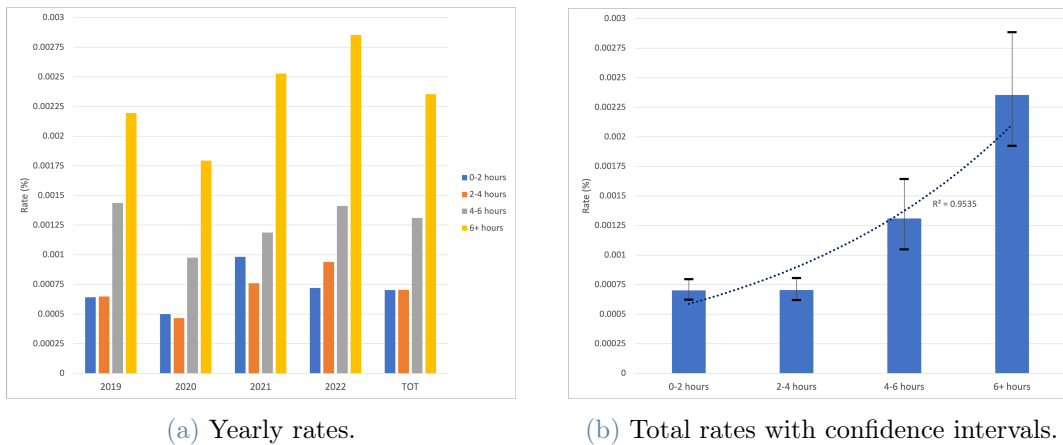 0.003
0.00275
0.0025
0.00225
0.002
0.00175
0.0015
0.00125
0.001
0.00075
0.0005
0.00025
0
Rate (%)
2019 2020 2021 2022 TOT
0-2 hours
2-4 hours
4-6 hours
6+ hours
(a) Yearly rates.
0.003
0.00275
0.0025
0.00225
0.002
0.00175
0.0015
0.00125
0.001
0.00075
0.0005
0.00025
0
Rate (%)
R² = 0.9535
0-2 hours 2-4 hours 4-6 hours 6+ hours
(b) Total rates with confidence intervals.